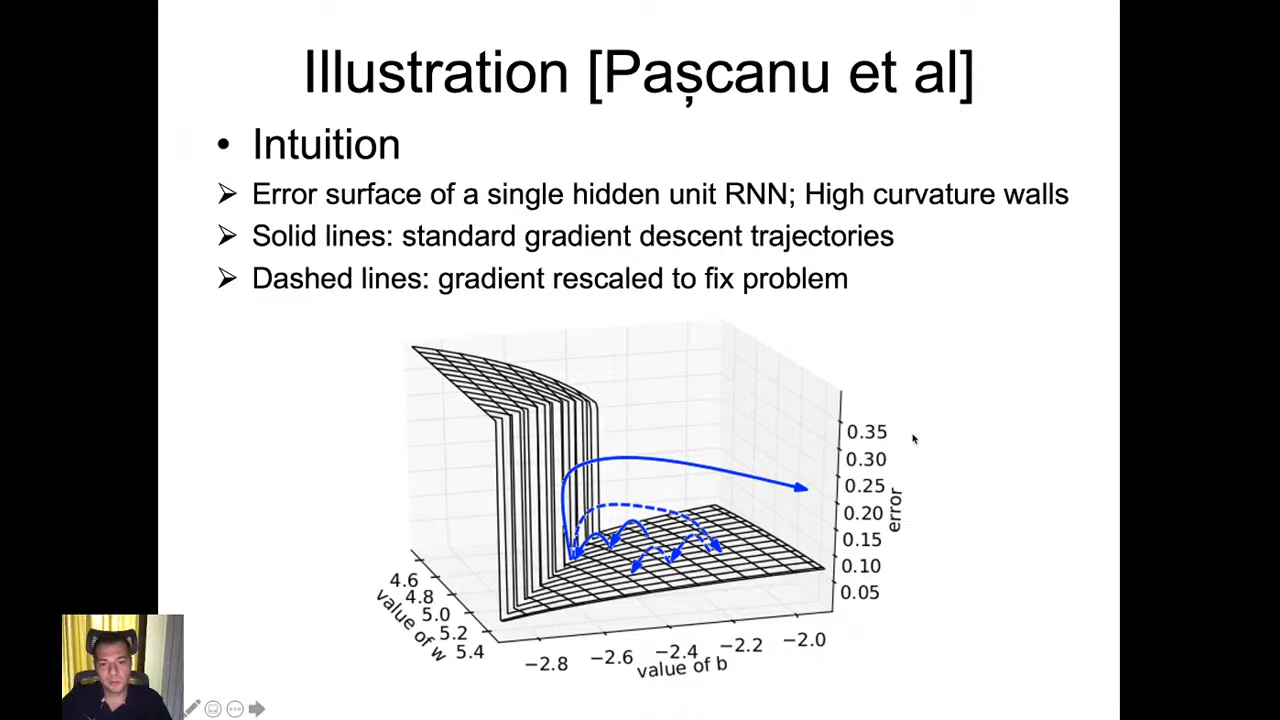 Illustration [Pașcanu et al]
• Intuition
➢ Error surface of a single hidden unit RNN; High curvature walls
➢ Solid lines: standard gradient descent trajectories
➢ Dashed lines: gradient rescaled to fix problem
0.35
0.30
0.25
0.20
0.15
0.10
0.05
error
4.6
4.8
5.0
5.2
5.4
value of w
−2.8
−2.6
−2.4
−2.2
−2.0
value of b